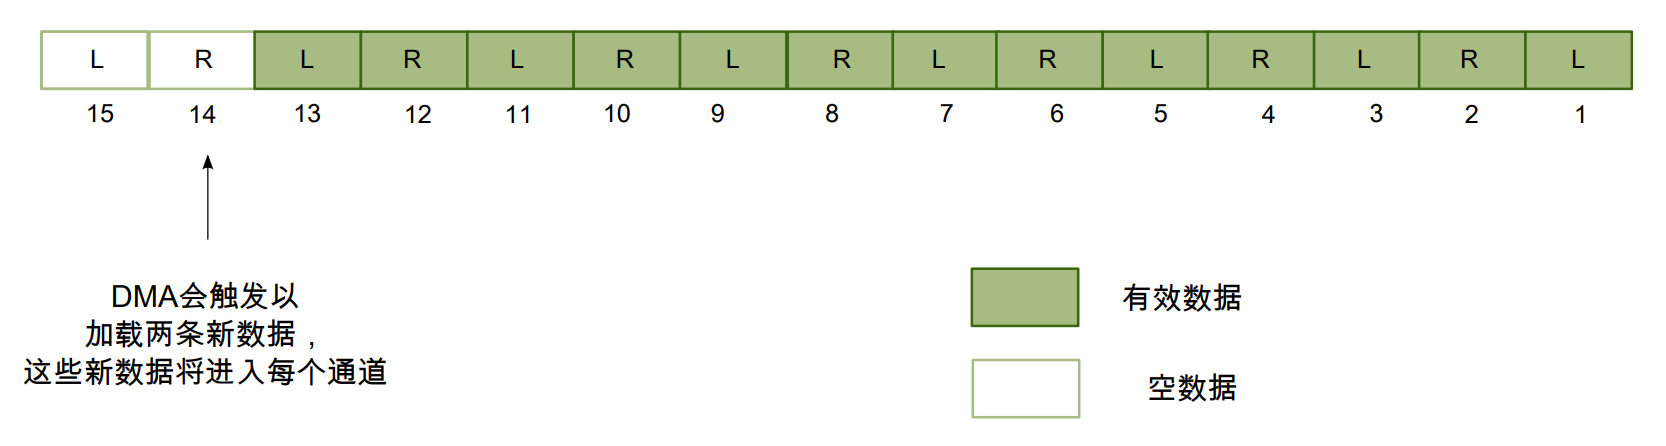 L R L R L R L R L R L R L R L
15 14 13 12 11 10 9 8 7 6 5 4 3 2 1
DMA会触发以
加载两条新数据，
这些新数据将进入每个通道
有效数据
空数据